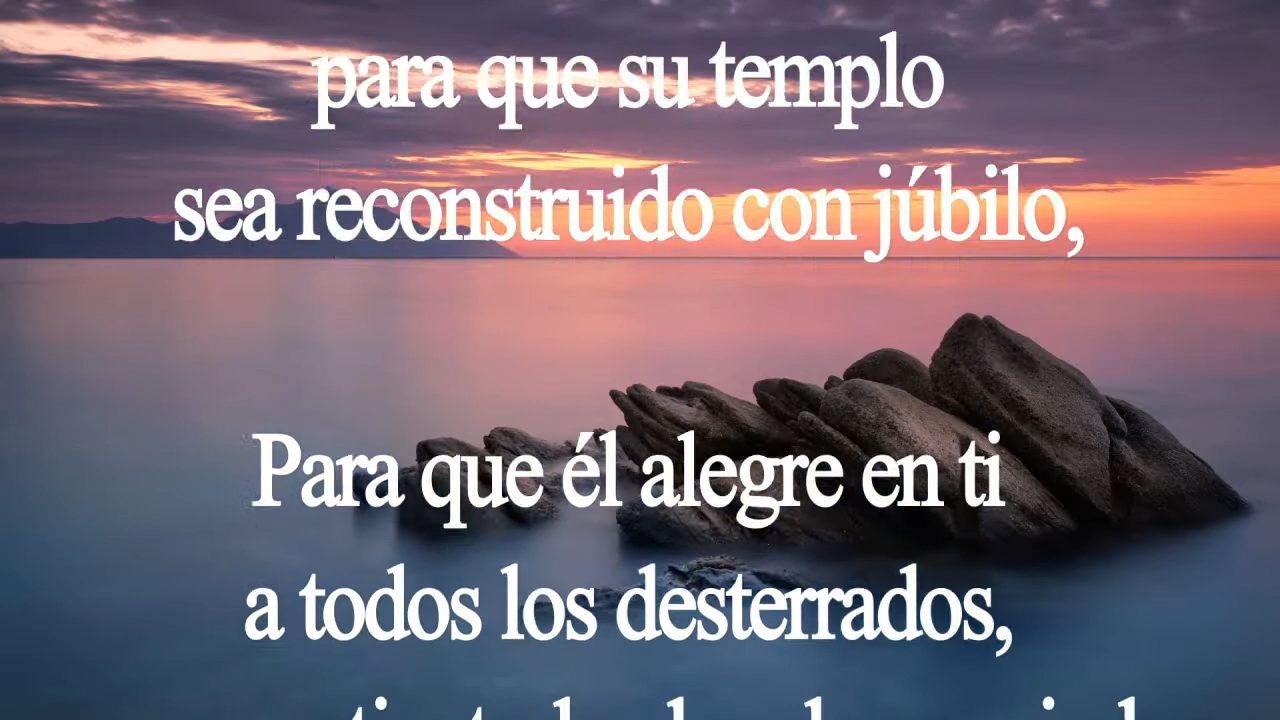 para que su templo
sea reconstruido con júbilo,
Para que él alegre en ti
a todos los desterrados,